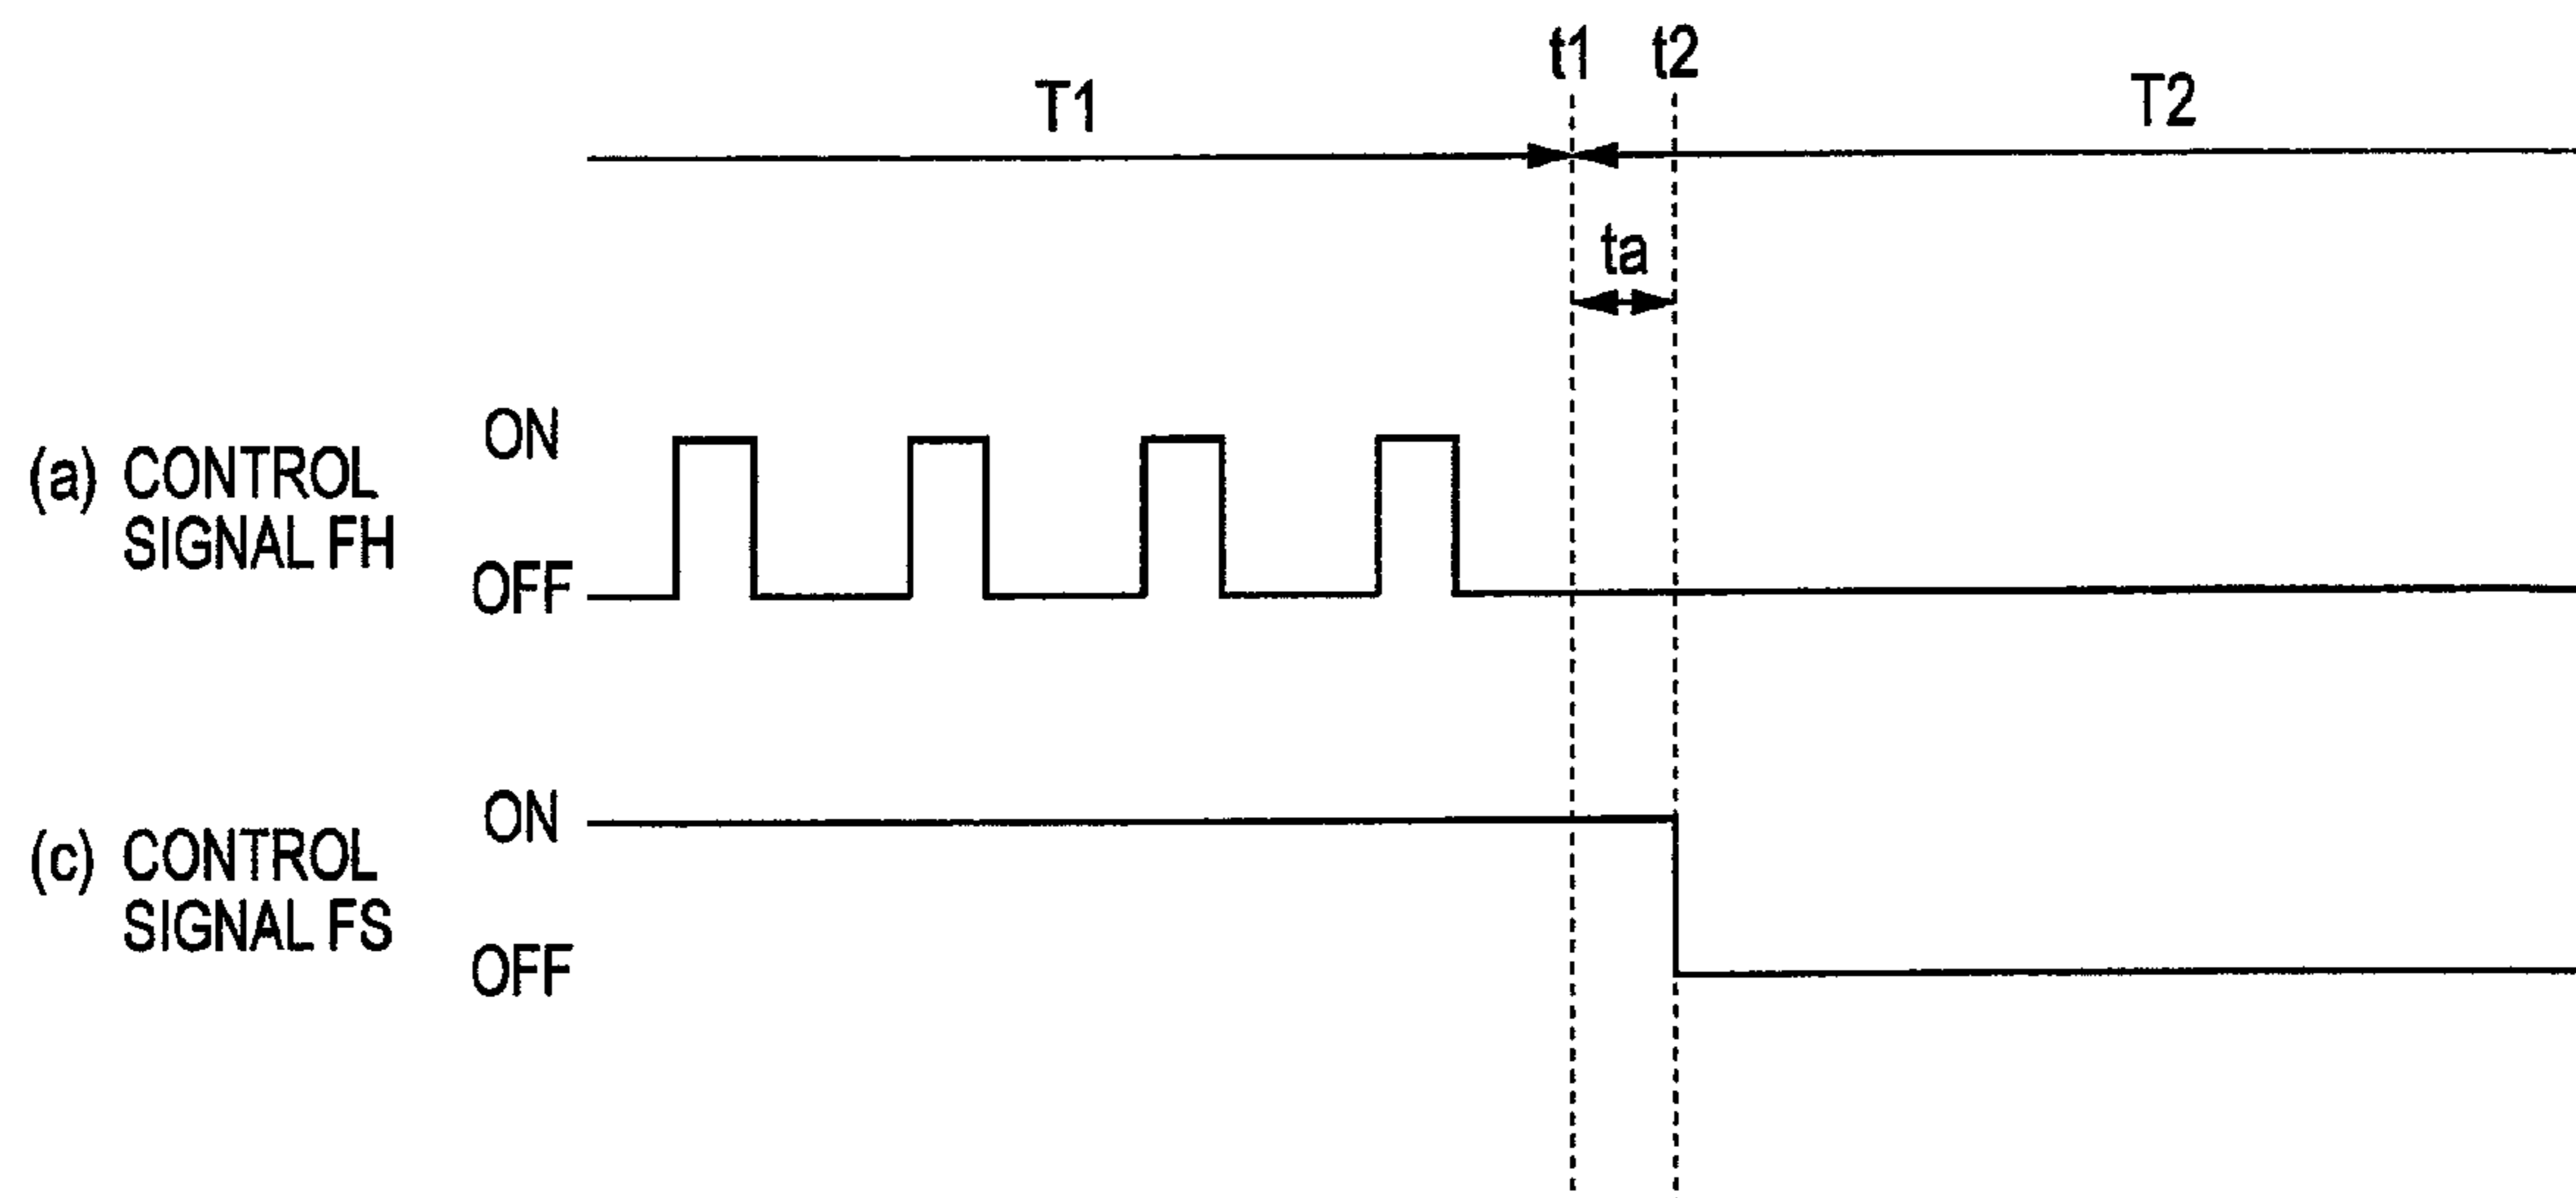 t1 t2
T1 T2
ta
ON
(a) CONTROL
SIGNAL FH
OFF
ON
(c) CONTROL
SIGNAL FS
OFF